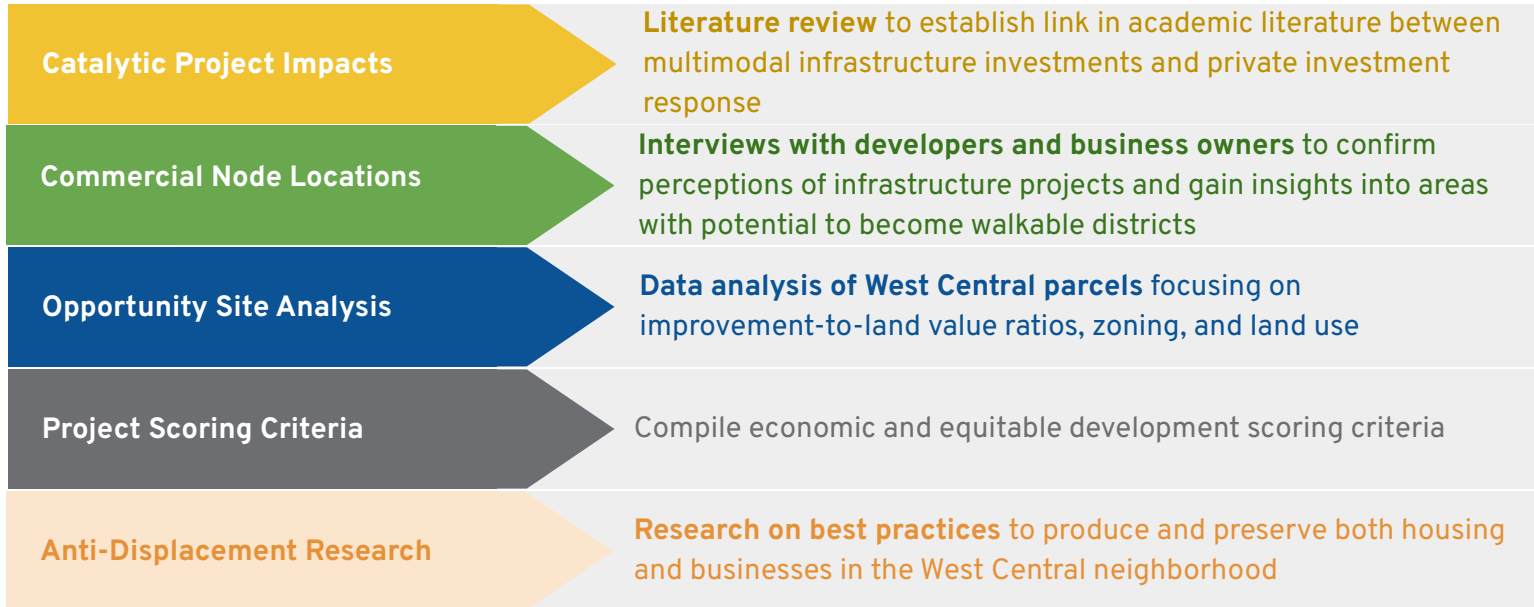 Catalytic Project Impacts
Literature review to establish link in academic literature between
multimodal infrastructure investments and private investment
response
Commercial Node Locations
Interviews with developers and business owners to confirm
perceptions of infrastructure projects and gain insights into areas
with potential to become walkable districts
Opportunity Site Analysis
Data analysis of West Central parcels focusing on
improvement-to-land value ratios, zoning, and land use
Project Scoring Criteria
Compile economic and equitable development scoring criteria
Anti-Displacement Research
Research on best practices to produce and preserve both housing
and businesses in the West Central neighborhood